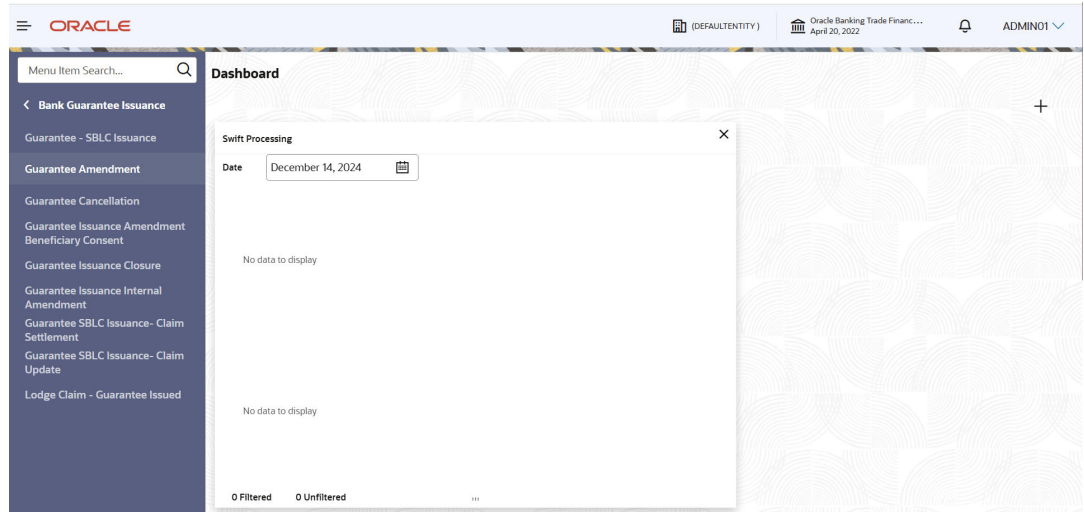 ORACLE
(DEFAULTENTITY)
Oracle Banking Trade Financ...
April 20, 2022
ADMIN01
Menu Item Search...
Dashboard
Bank Guarantee Issuance
Guarantee - SBLC Issuance
Guarantee Amendment
Guarantee Cancellation
Guarantee Issuance Amendment
Beneficiary Consent
Guarantee Issuance Closure
Guarantee Issuance Internal
Amendment
Guarantee SBLC Issuance- Claim
Settlement
Guarantee SBLC Issuance- Claim
Update
Lodge Claim - Guarantee Issued
Swift Processing
Date December 14, 2024
No data to display
No data to display
0 Filtered 0 Unfiltered